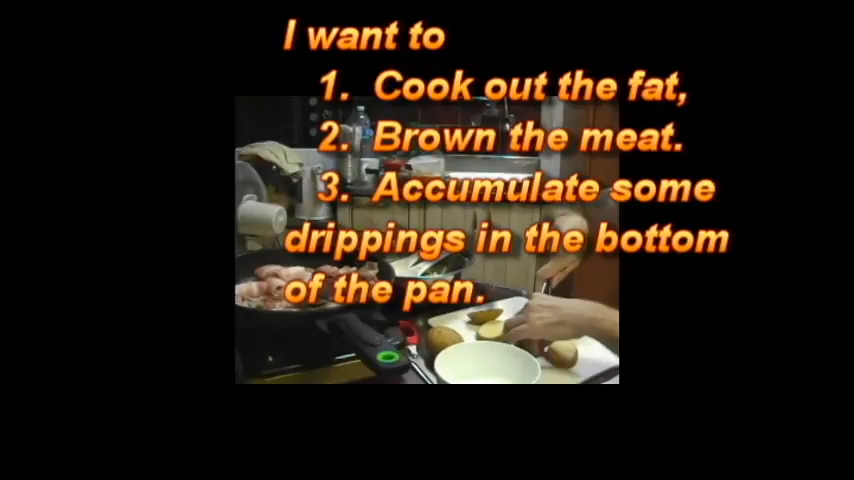 I want to
1. Cook out the fat,
2. Brown the meat.
3. Accumulate some
drippings in the bottom
of the pan.